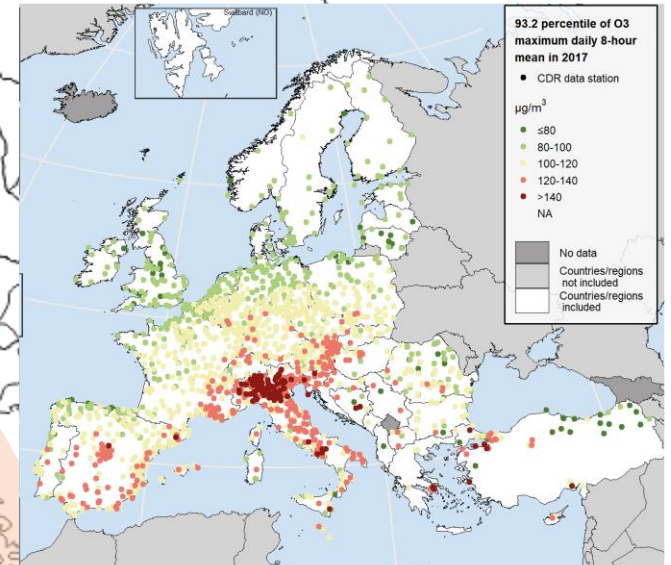 Svalbard (NO)
93.2 percentile of O3
maximum daily 8-hour
mean in 2017
CDR data station
µg/m³
≤80
80-100
100-120
120-140
>140
NA
No data
Countries/regions
not included
Countries/regions
included